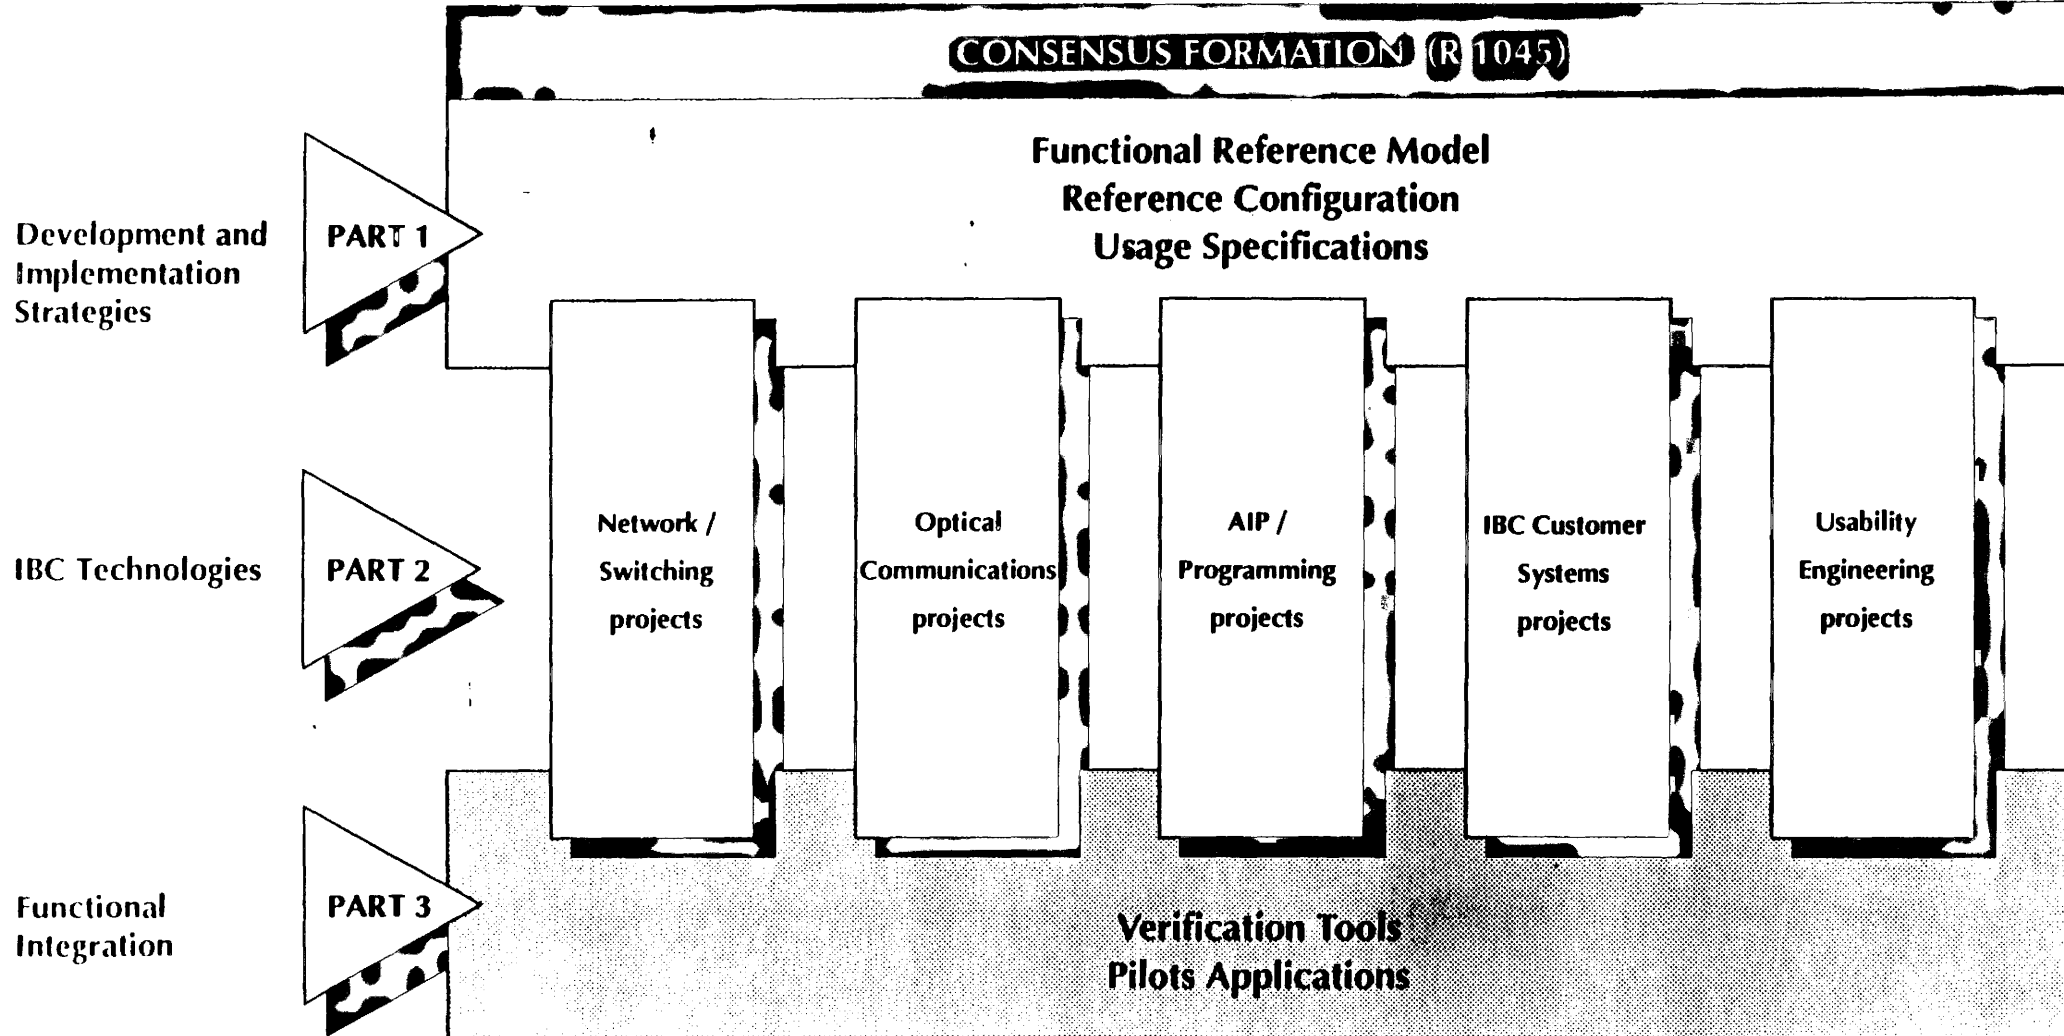 CONSENSUS FORMATION (R 1045)
Functional Reference Model
Reference Configuration
Usage Specifications
Development and
Implementation
Strategies
PART 1
IBC Technologies
PART 2
Network /
Switching
projects
Optical
Communications
projects
AIP /
Programming
projects
IBC Customer
Systems
projects
Usability
Engineering
projects
Functional
Integration
PART 3
Verification Tools
Pilots Applications